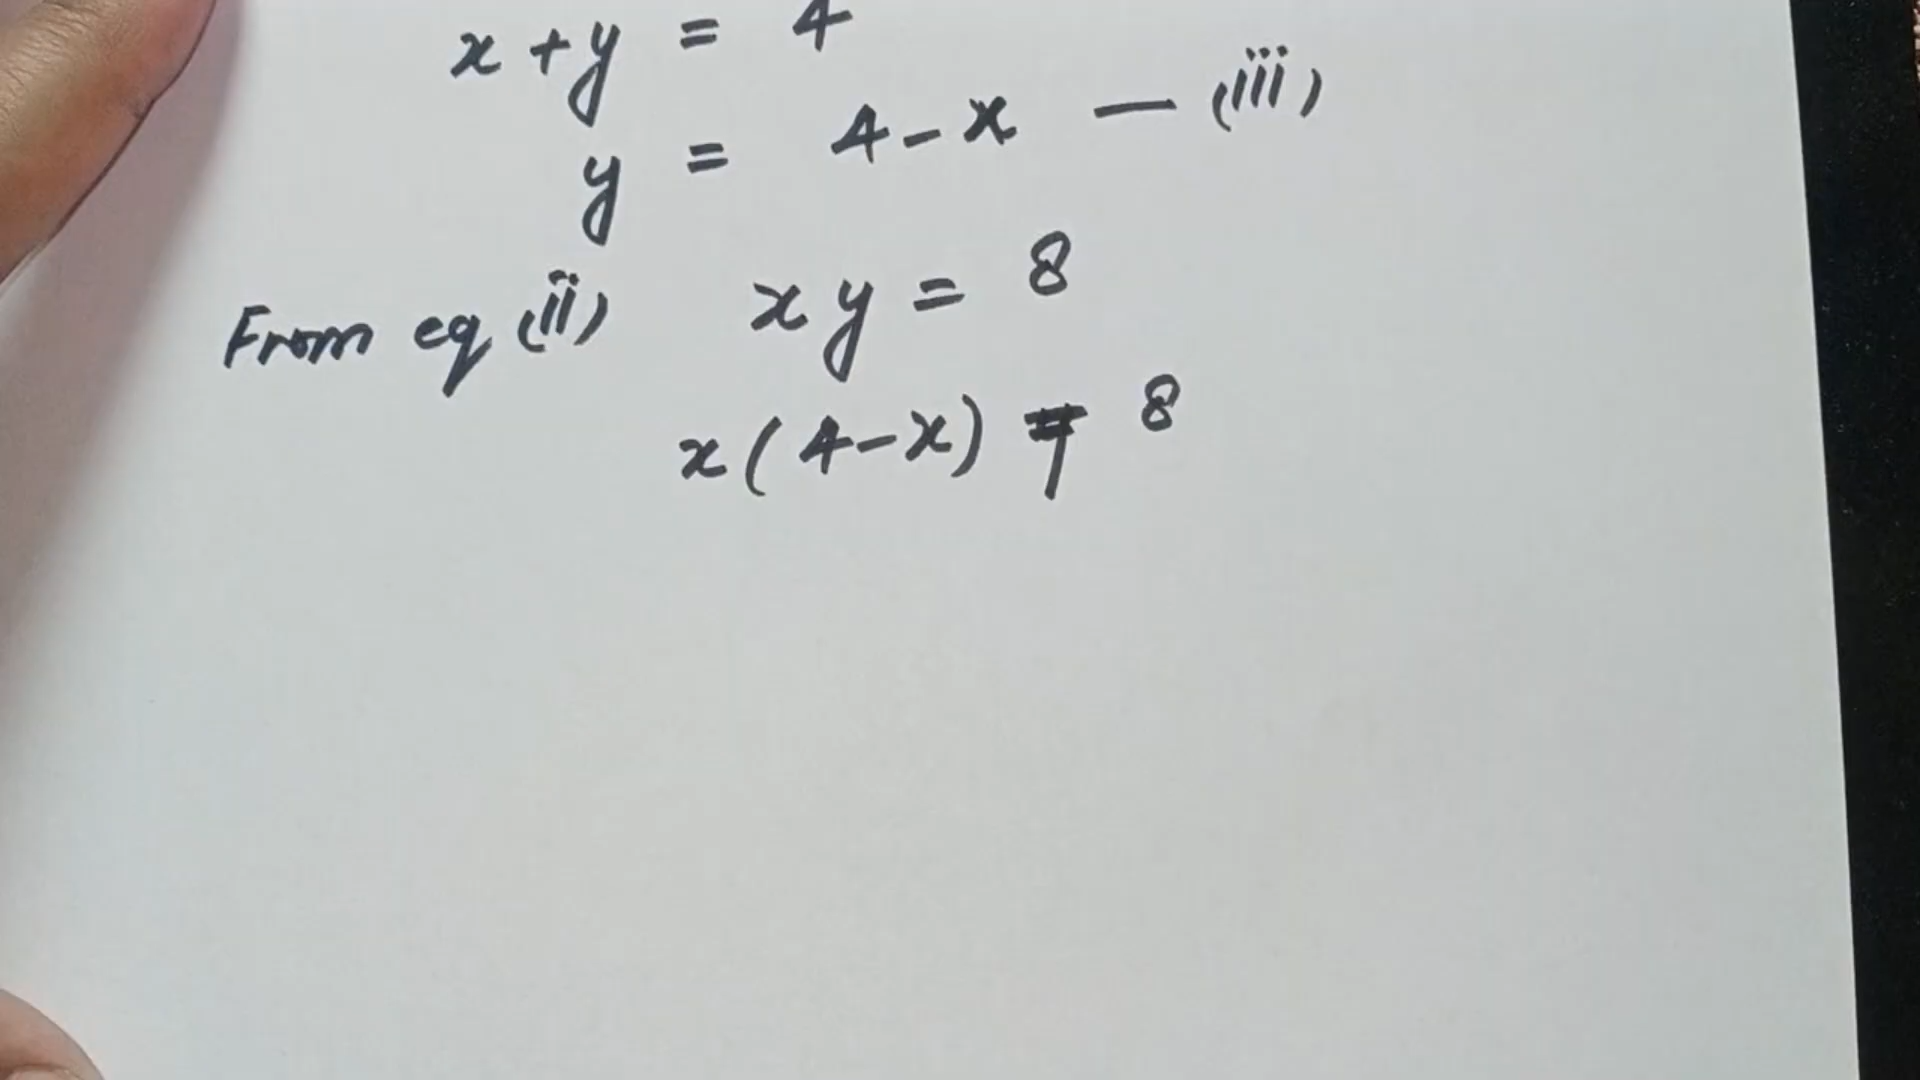 x + y = 4
y = 4 - x — (iii)
From eq (ii) xy = 8
x(4-x) = 8